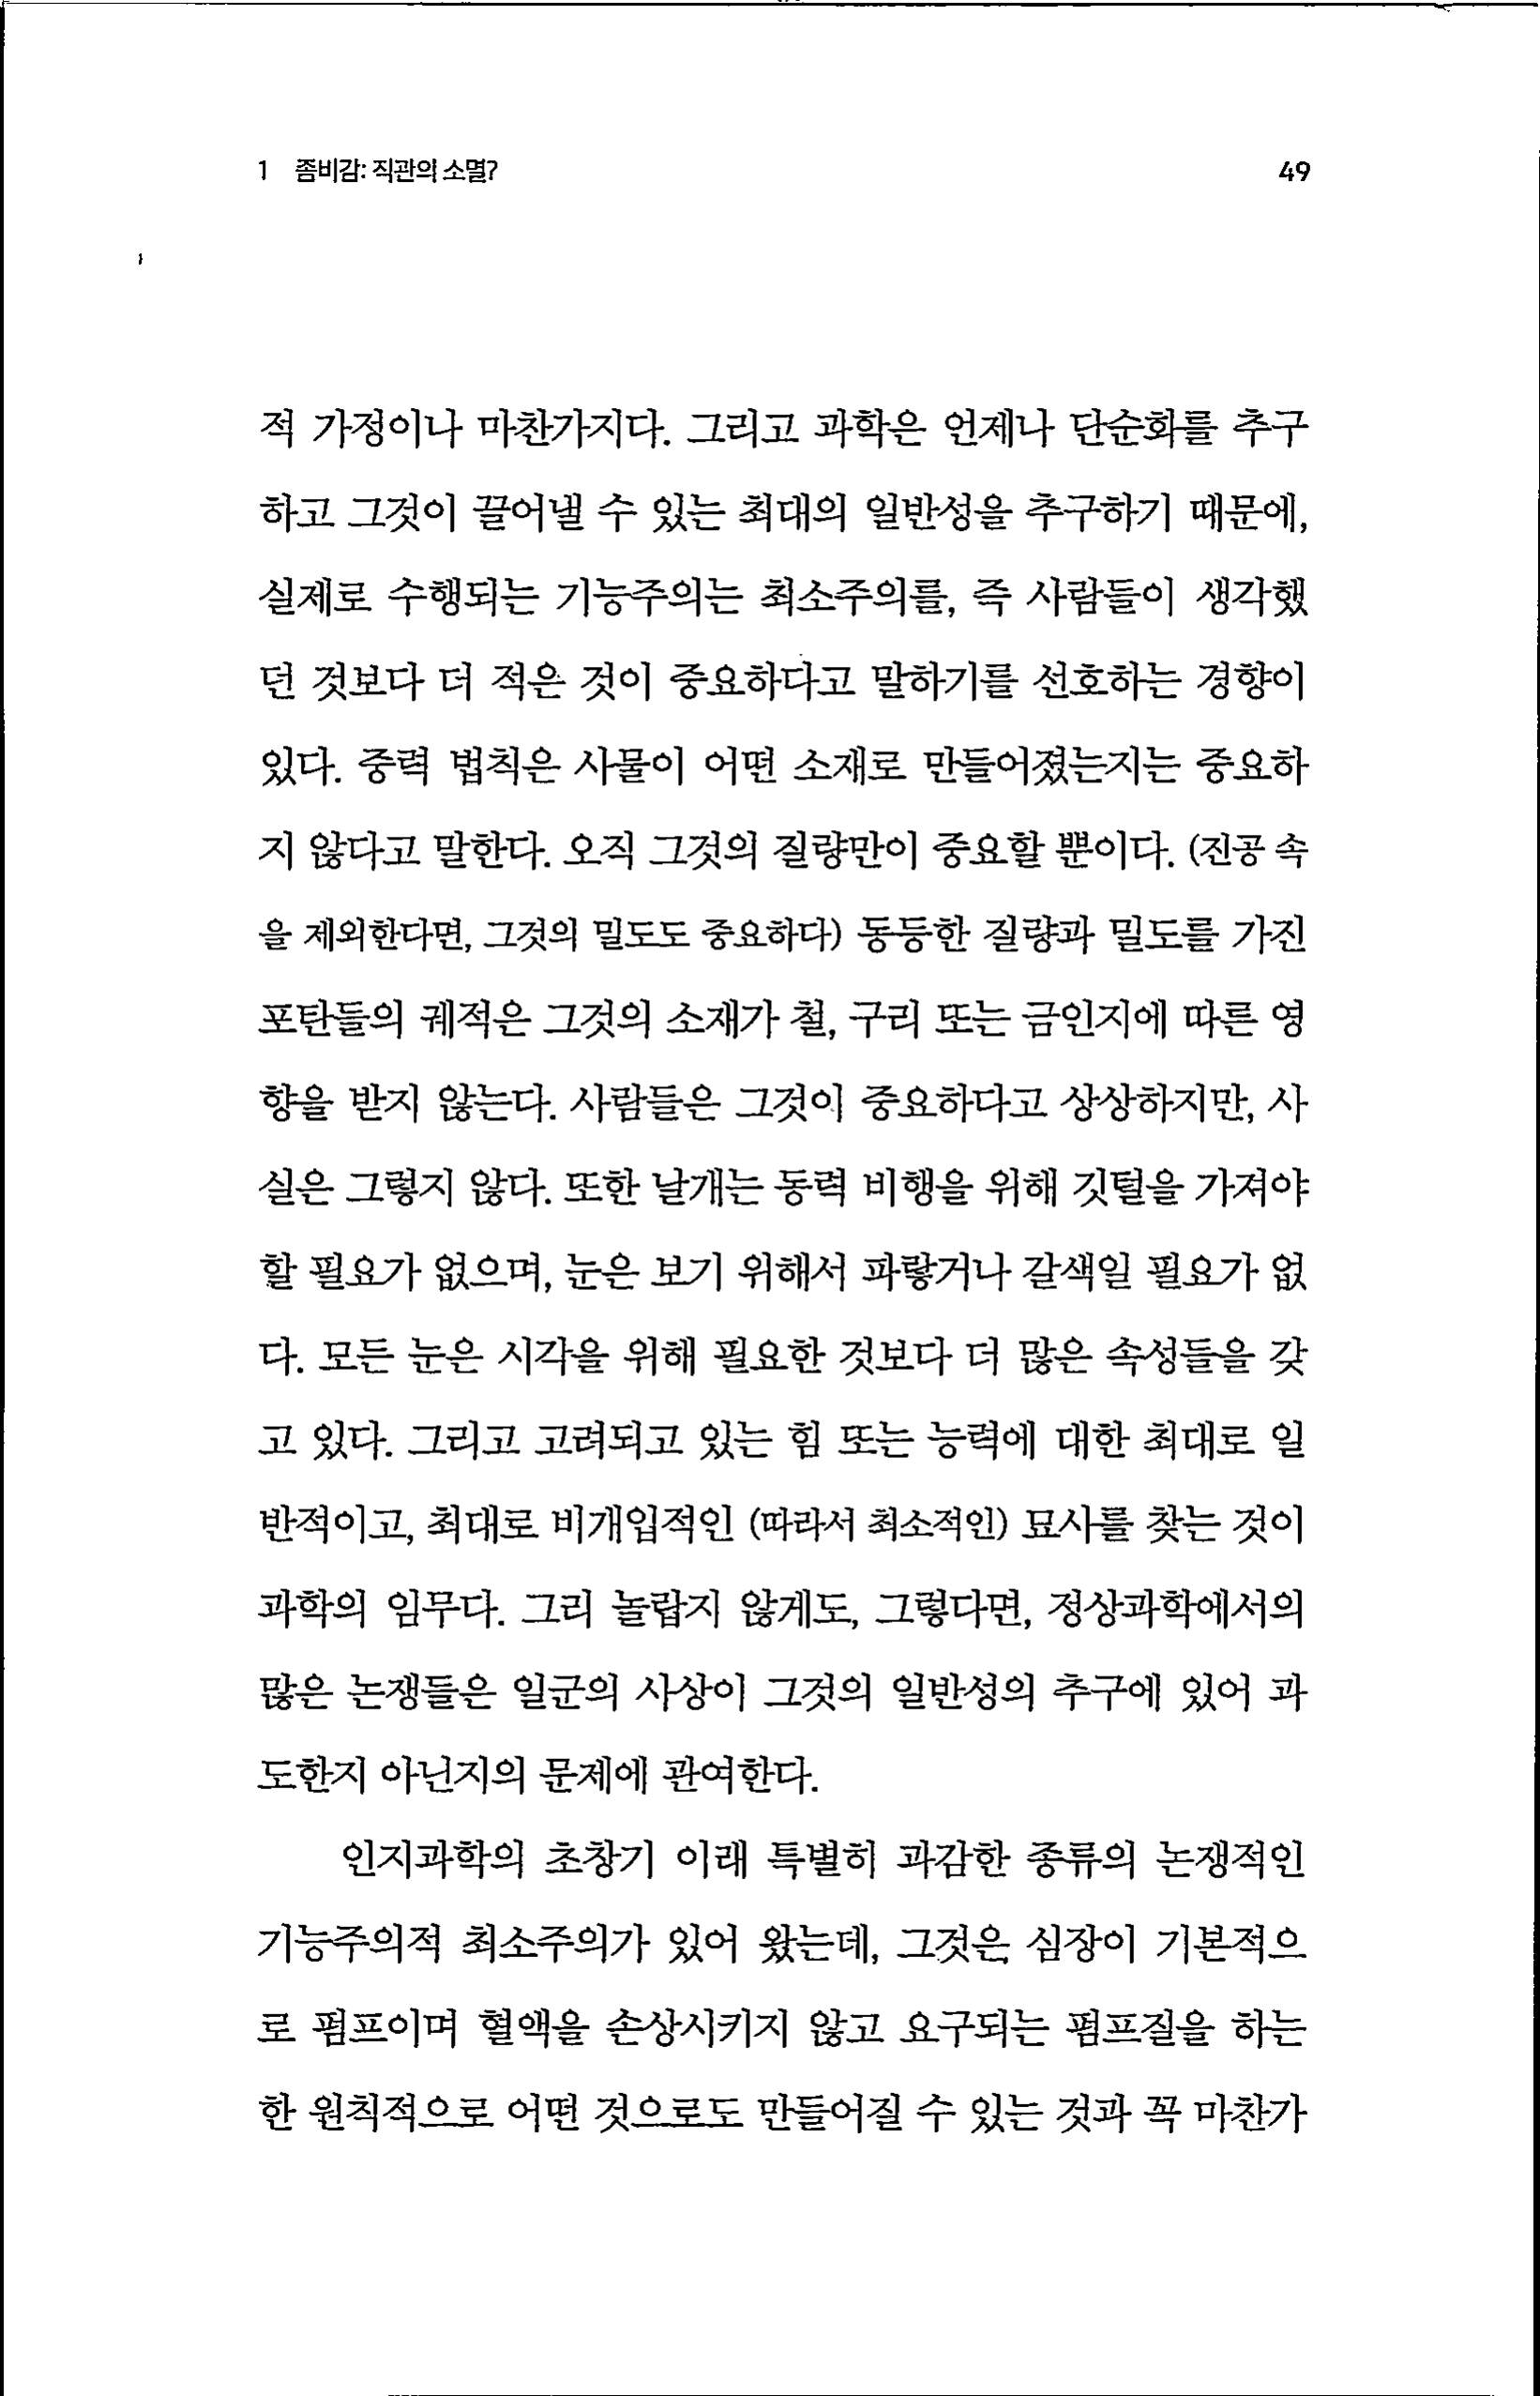 1 좀비감: 직관의 소멸? 49
적 가정이나 마찬가지다. 그리고 과학은 언제나 단순화를 추구
하고 그것이 끌어낼 수 있는 최대의 일반성을 추구하기 때문에,
실제로 수행되는 기능주의는 최소주의를, 즉 사람들이 생각했
던 것보다 더 적은 것이 중요하다고 말하기를 선호하는 경향이
있다. 중력 법칙은 사물이 어떤 소재로 만들어졌는지는 중요하
지 않다고 말한다. 오직 그것의 질량만이 중요할 뿐이다. (진공 속
을 제외한다면, 그것의 밀도도 중요하다) 동등한 질량과 밀도를 가진
포탄들의 궤적은 그것의 소재가 철, 구리 또는 금인지에 따른 영
향을 받지 않는다. 사람들은 그것이 중요하다고 상상하지만, 사
실은 그렇지 않다. 또한 날개는 동력 비행을 위해 깃털을 가져야
할 필요가 없으며, 눈은 보기 위해서 파랗거나 갈색일 필요가 없
다. 모든 눈은 시각을 위해 필요한 것보다 더 많은 속성들을 갖
고 있다. 그리고 고려되고 있는 힘 또는 능력에 대한 최대로 일
반적이고, 최대로 비개입적인 (따라서 최소적인) 묘사를 찾는 것이
과학의 임무다. 그리 놀랍지 않게도, 그렇다면, 정상과학에서의
많은 논쟁들은 일군의 사상이 그것의 일반성의 추구에 있어 과
도한지 아닌지의 문제에 관여한다.
인지과학의 초창기 이래 특별히 과감한 종류의 논쟁적인
기능주의적 최소주의가 있어 왔는데, 그것은 심장이 기본적으
로 펌프이며 혈액을 손상시키지 않고 요구되는 펌프질을 하는
한 원칙적으로 어떤 것으로도 만들어질 수 있는 것과 꼭 마찬가